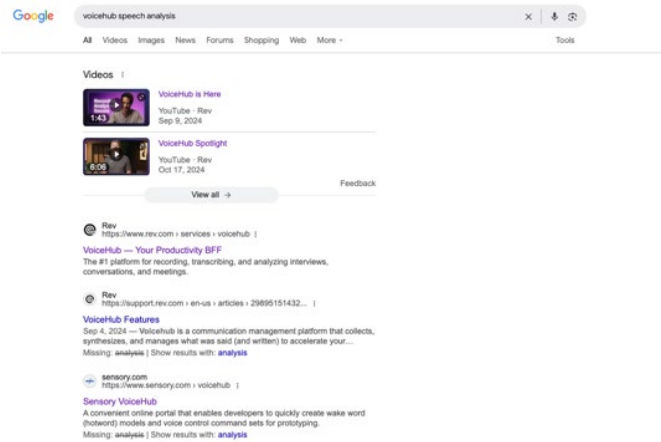 Google
voicehub speech analysis
All Videos Images News Forums Shopping Web More Tools
Videos
1:43
VoiceHub is Here
YouTube · Rev
Sep 9, 2024
6:06
VoiceHub Spotlight
YouTube · Rev
Oct 17, 2024
Feedback
View all →
Rev
https://www.rev.com › services › voicehub
VoiceHub — Your Productivity BFF
The #1 platform for recording, transcribing, and analyzing interviews,
conversations, and meetings.
Rev
https://support.rev.com › en-us › articles › 29895151432...
VoiceHub Features
Sep 4, 2024 — Voicehub is a communication management platform that collects,
synthesizes, and manages what was said (and written) to accelerate your...
Missing: analysis | Show results with: analysis
sensory.com
https://www.sensory.com › voicehub
Sensory VoiceHub
A convenient online portal that enables developers to quickly create wake word
(hotword) models and voice control command sets for prototyping.
Missing: analysis | Show results with: analysis